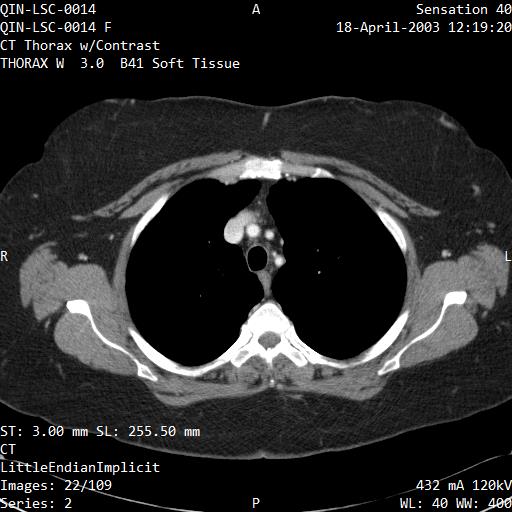 QIN-LSC-0014
A
Sensation 40
QIN-LSC-0014 F
18-April-2003 12:19:20
CT Thorax w/Contrast
THORAX W  3.0  B41 Soft Tissue
R
L
ST: 3.00 mm SL: 255.50 mm
CT
LittleEndianImplicit
Images: 22/109
432 mA 120kV
Series: 2
P
WL: 40 WW: 400